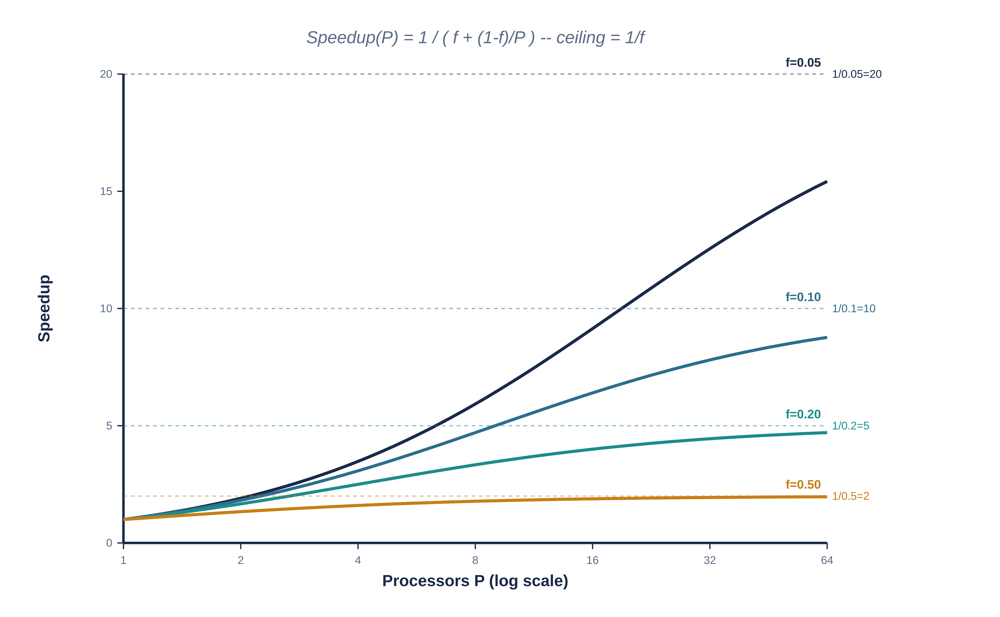 Speedup(P) = 1 / ( f + (1-f)/P ) -- ceiling = 1/f
f=0.05
20
1/0.05=20
15
f=0.10
10
1/0.1=10
Speedup
f=0.20
5
1/0.2=5
f=0.50
1/0.5=2
0
1
2
4
8
16
32
64
Processors P (log scale)